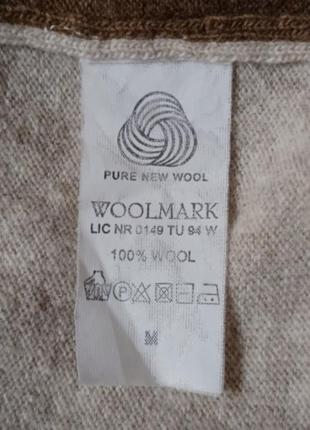 PURE NEW WOOL
WOOLMARK
LIC NR 0149 TU 94 W
100% WOOL
P
M